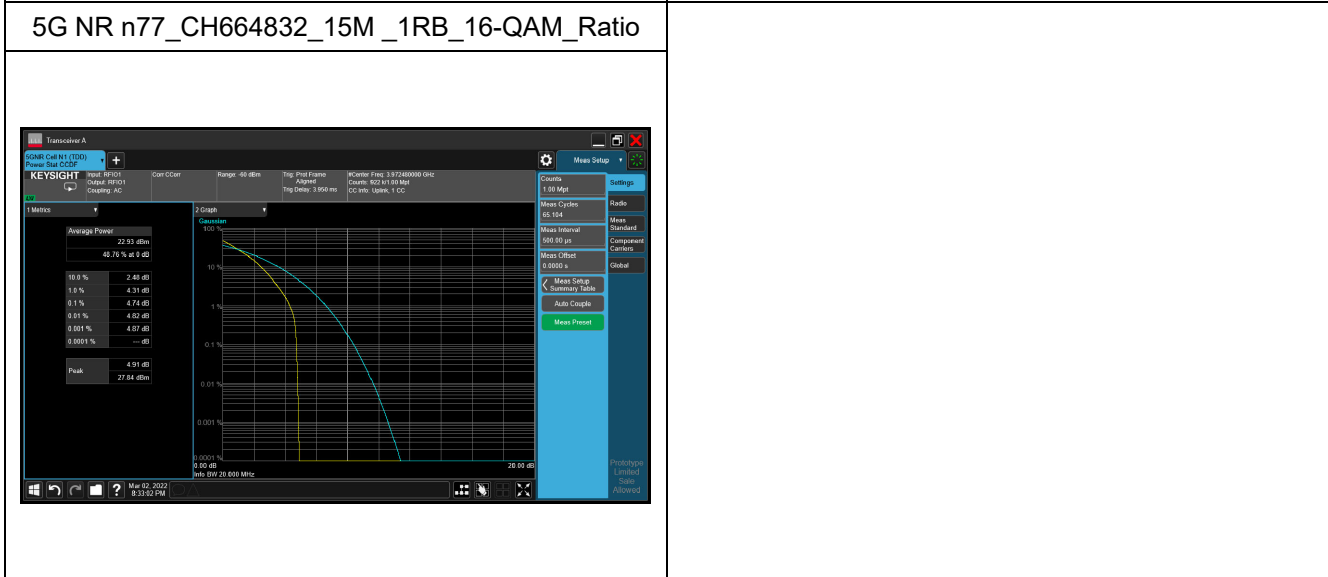 5G NR n77_CH664832_15M _1RB_16-QAM_Ratio
Transceiver A
5GNR Cell N1 (TDD)
Power Stat CCDF
Meas Setup
KEYSIGHT
Input: RFIO1
Output: RFIO1
Coupling: AC
Corr CCorr
Range: -60 dBm
Trig: Prot Frame
Aligned
Trig Delay: 3.950 ms
#Center Freq: 3.972480000 GHz
Counts: 922 k/1.00 Mpt
CC Info: Uplink, 1 CC
1 Metrics
Average Power
22.93 dBm
48.76 % at 0 dB
10.0 % 2.48 dB
1.0 % 4.31 dB
0.1 % 4.74 dB
0.01 % 4.82 dB
0.001 % 4.87 dB
0.0001 % --- dB
Peak
4.91 dB
27.84 dBm
2 Graph
Gaussian
100 %
10 %
1 %
0.1 %
0.01 %
0.001 %
0.0001 %
0.00 dB
20.00 dB
Info BW 20.000 MHz
Counts
1.00 Mpt
Meas Cycles
65.104
Meas Interval
500.00 µs
Meas Offset
0.0000 s
Meas Setup
Summary Table
Auto Couple
Meas Preset
Settings
Radio
Meas
Standard
Component
Carriers
Global
Prototype
Limited
Sale
Allowed
Mar 02, 2022
8:33:02 PM